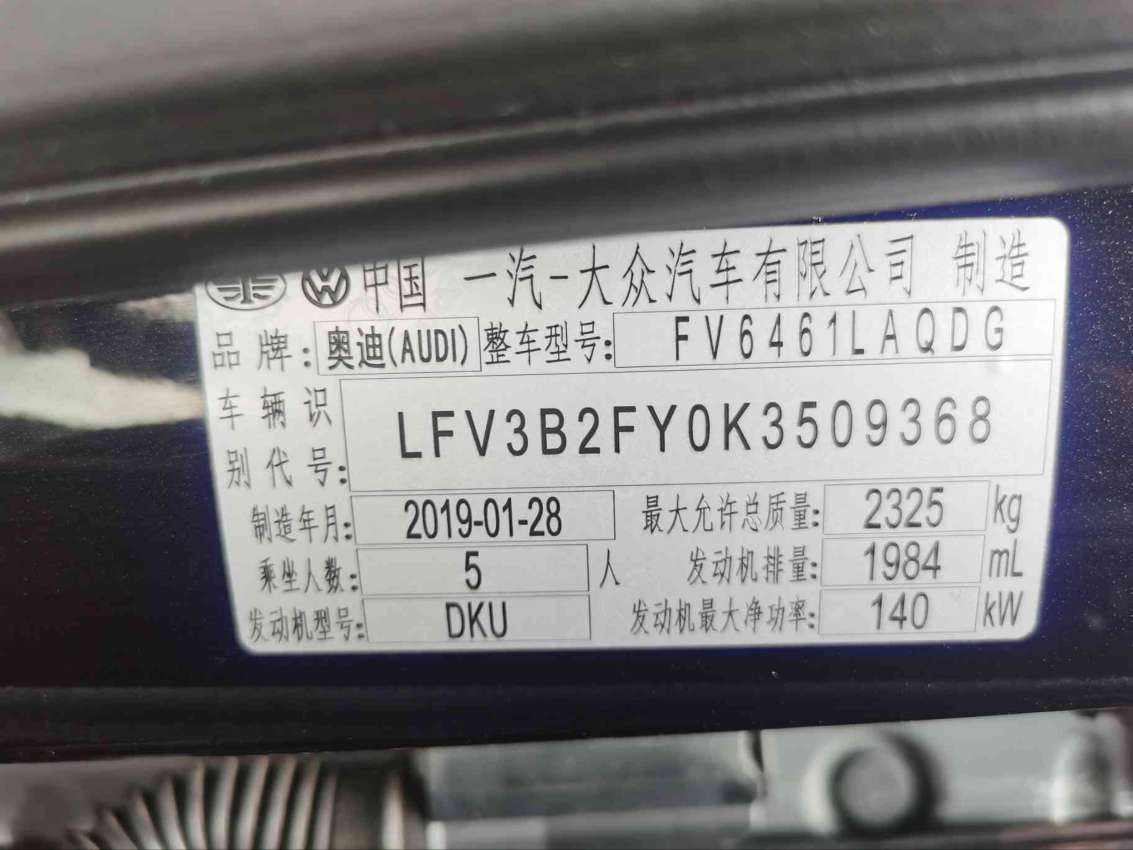 中国 一汽-大众汽车有限公司 制造
品牌: 奥迪(AUDI) 整车型号: FV6461LAQDG
车辆识别代号: LFV3B2FY0K3509368
制造年月: 2019-01-28 最大允许总质量: 2325 kg
乘坐人数: 5 人 发动机排量: 1984 mL
发动机型号: DKU 发动机最大净功率: 140 kW